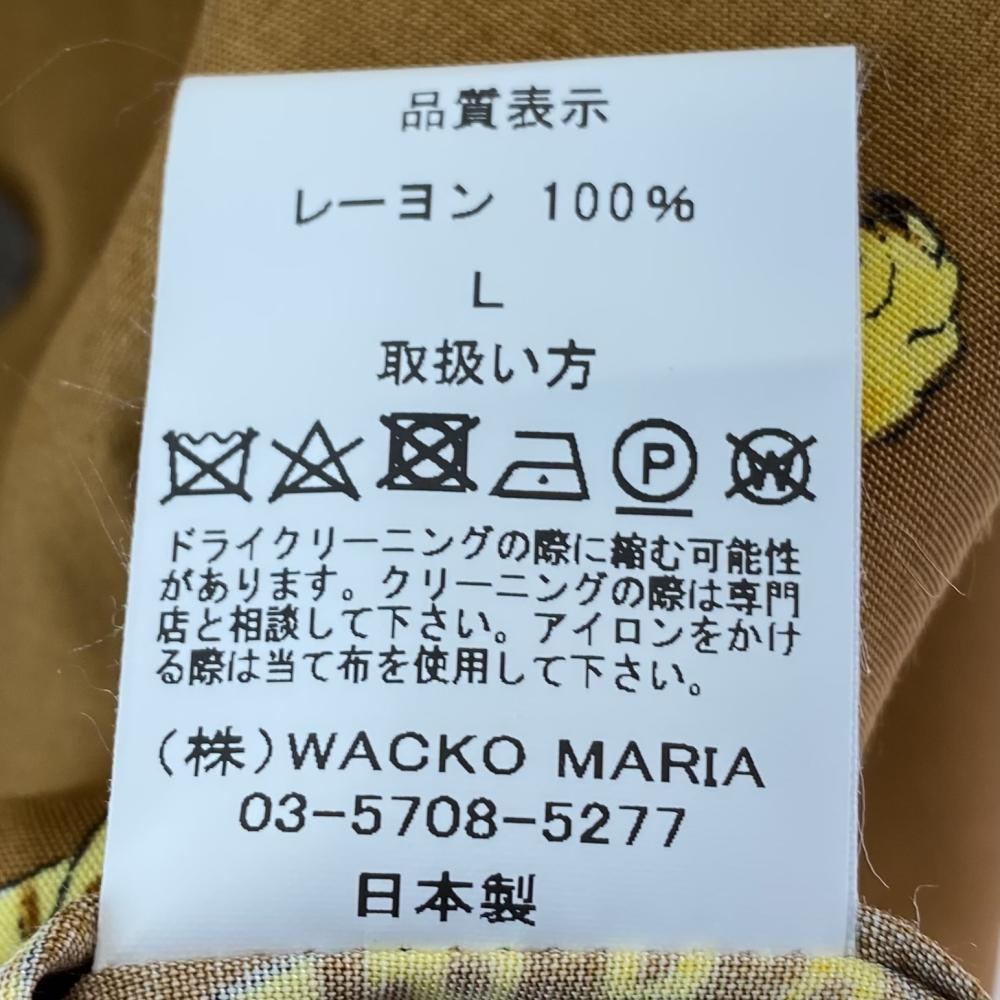 品質表示
レーヨン 100%
L
取扱い方
P W
ドライクリーニングの際に縮む可能性
があります。クリーニングの際は専門
店と相談して下さい。アイロンをかけ
る際は当て布を使用して下さい。
(株)WACKO MARIA
03-5708-5277
日本製